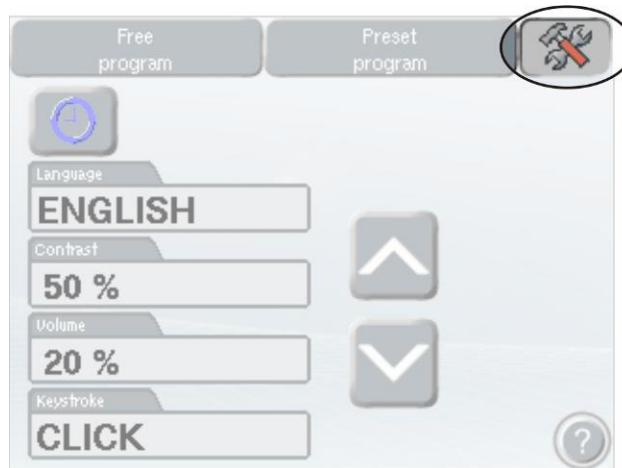 Free
program
Preset
program
Language
ENGLISH
Contrast
50 %
Volume
20 %
Keystroke
CLICK
?